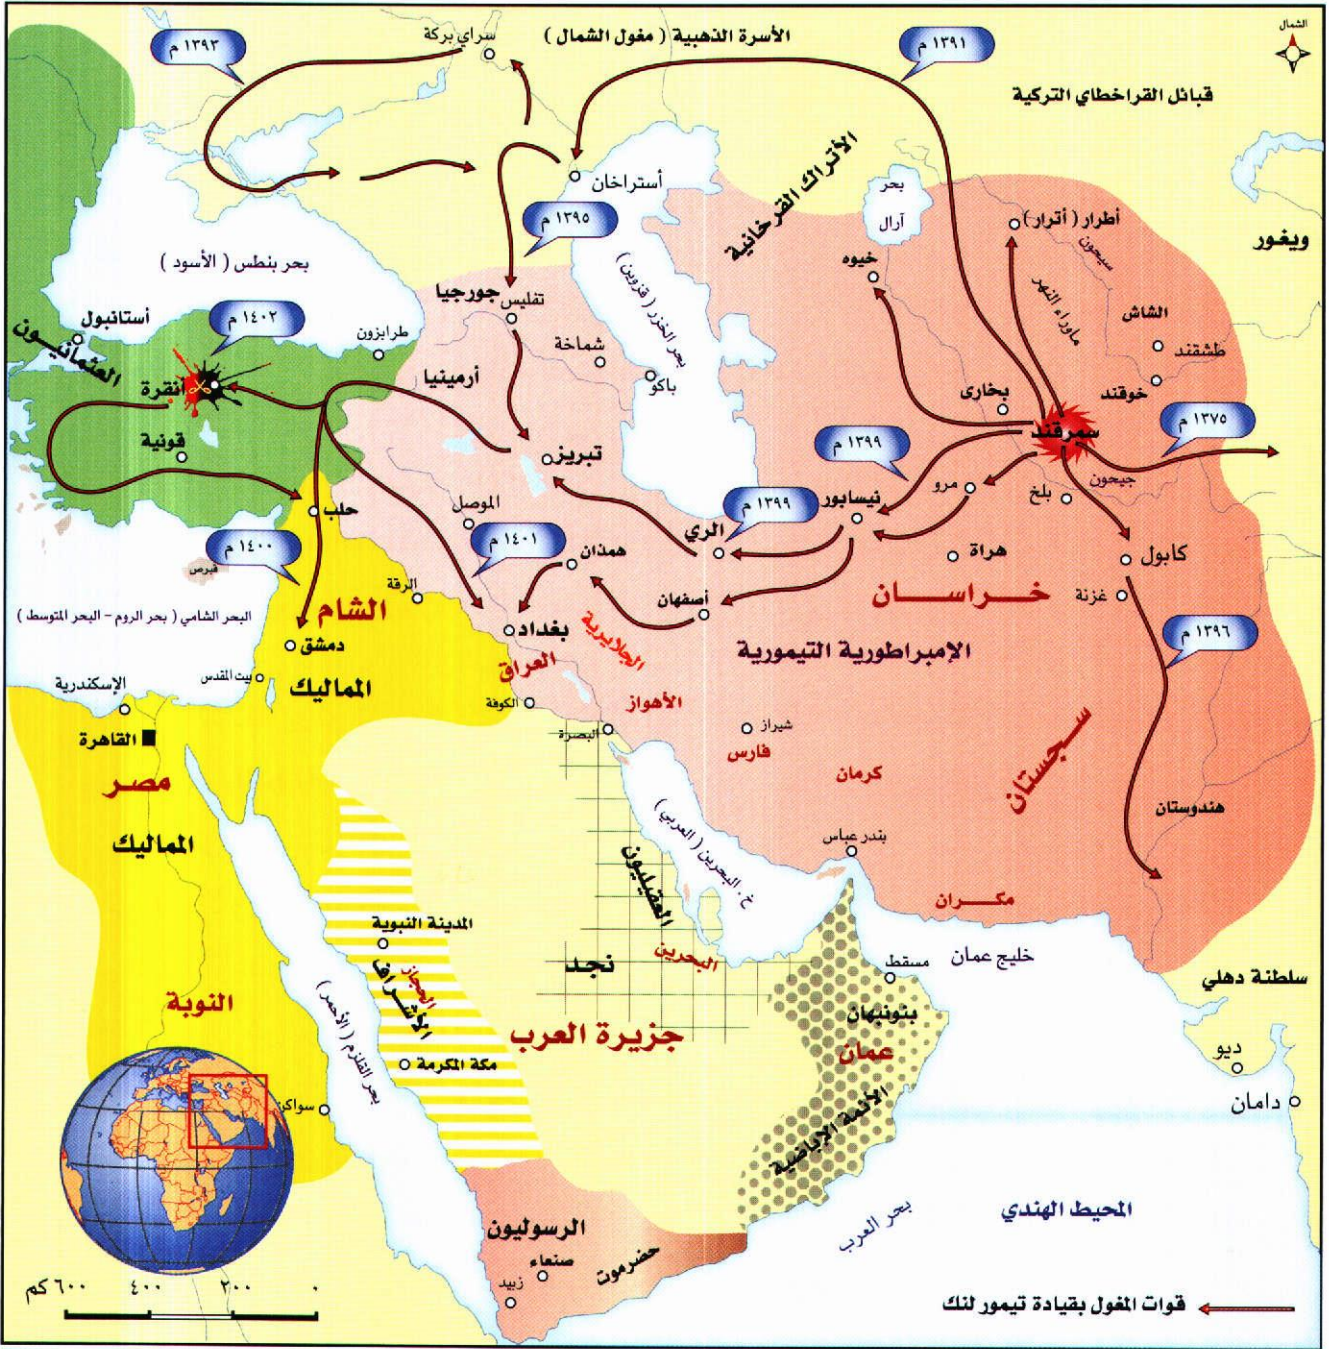 الشمال
١٣٩٣ م
سراي بركة
الأسرة الذهبية ( مغول الشمال )
١٣٩١ م
قبائل القراخطاي التركية
أستراخان
الأتراك القرخانية
بحر
آرال
أطرار ( أترار )
سيحون
ويغور
١٣٩٥ م
بحر بنطس ( الأسود )
بحر الخزر ( قزوين )
خيوه
ماوراء النهر
الشاش
جورجيا
تفليس
أستانبول
١٤٠٢ م
طرابزون
شماخة
باكو
طشقند
خوقند
العثمانيون
أنقرة
أرمينيا
بخارى
سمرقند
١٣٧٥ م
قونية
تبريز
١٣٩٩ م
جيحون
مرو
بلخ
حلب
الموصل
١٣٩٩ م
نيسابور
الري
١٤٠٠ م
١٤٠١ م
همذان
هراة
كابول
قبرص
الرقة
غزنة
خراسان
البحر الشامي ( بحر الروم - البحر المتوسط )
الشام
أصفهان
١٣٩٦ م
دمشق
بغداد
الجلايرية
الإمبراطورية التيمورية
بيت المقدس
العراق
المماليك
الإسكندرية
الكوفة
الأهواز
البصرة
شيراز
فارس
القاهرة
كرمان
سجستان
مصر
المماليك
هندوستان
خ. البحرين ( العربي )
بندر عباس
العقيليون
مكران
المدينة النبوية
البحرين
نجد
الحجاز
الأشراف
خليج عمان
مسقط
سلطنة دهلي
النوبة
بحر القلزم ( الأحمر )
جزيرة العرب
بنونبهان
عمان
ديو
مكة المكرمة
سواكن
دامان
الأئمة الإباضية
الرسوليون
حضرموت
صنعاء
زبيد
بحر العرب
المحيط الهندي
٠ ٢٠٠ ٤٠٠ ٦٠٠ كم
قوات المغول بقيادة تيمور لنك